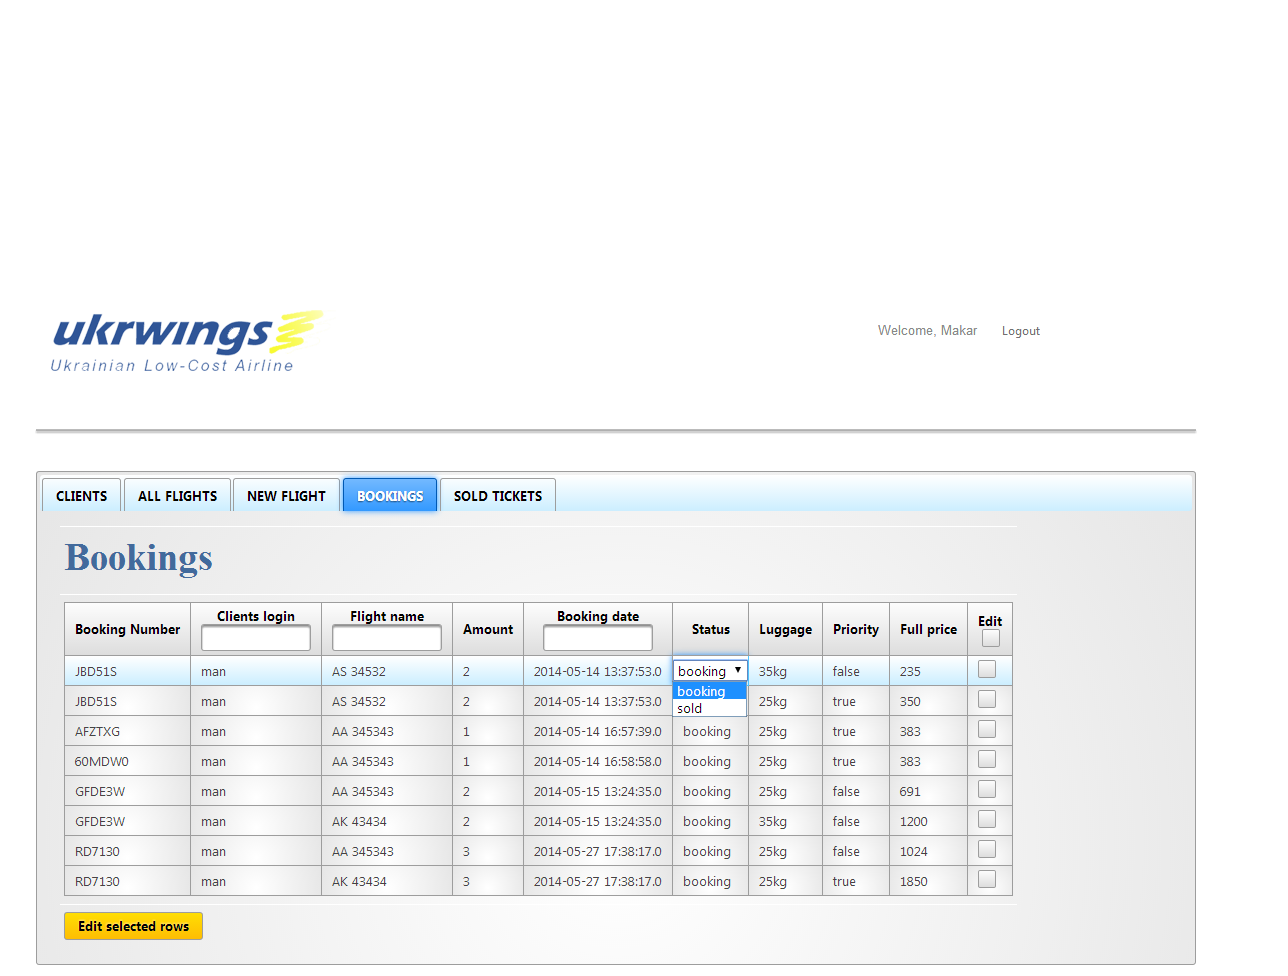 ukrwings
Ukrainian Low-Cost Airline
Welcome, Makar Logout
CLIENTS ALL FLIGHTS NEW FLIGHT BOOKINGS SOLD TICKETS
Bookings
Booking Number Clients login Flight name Amount Booking date Status Luggage Priority Full price Edit
JBD51S man AS 34532 2 2014-05-14 13:37:53.0 booking 35kg false 235
booking
JBD51S man AS 34532 2 2014-05-14 13:37:53.0 sold 25kg true 350
AFZTXG man AA 345343 1 2014-05-14 16:57:39.0 booking 25kg true 383
60MDW0 man AA 345343 1 2014-05-14 16:58:58.0 booking 25kg true 383
GFDE3W man AA 345343 2 2014-05-15 13:24:35.0 booking 25kg false 691
GFDE3W man AK 43434 2 2014-05-15 13:24:35.0 booking 35kg false 1200
RD7130 man AA 345343 3 2014-05-27 17:38:17.0 booking 25kg false 1024
RD7130 man AK 43434 3 2014-05-27 17:38:17.0 booking 25kg true 1850
Edit selected rows